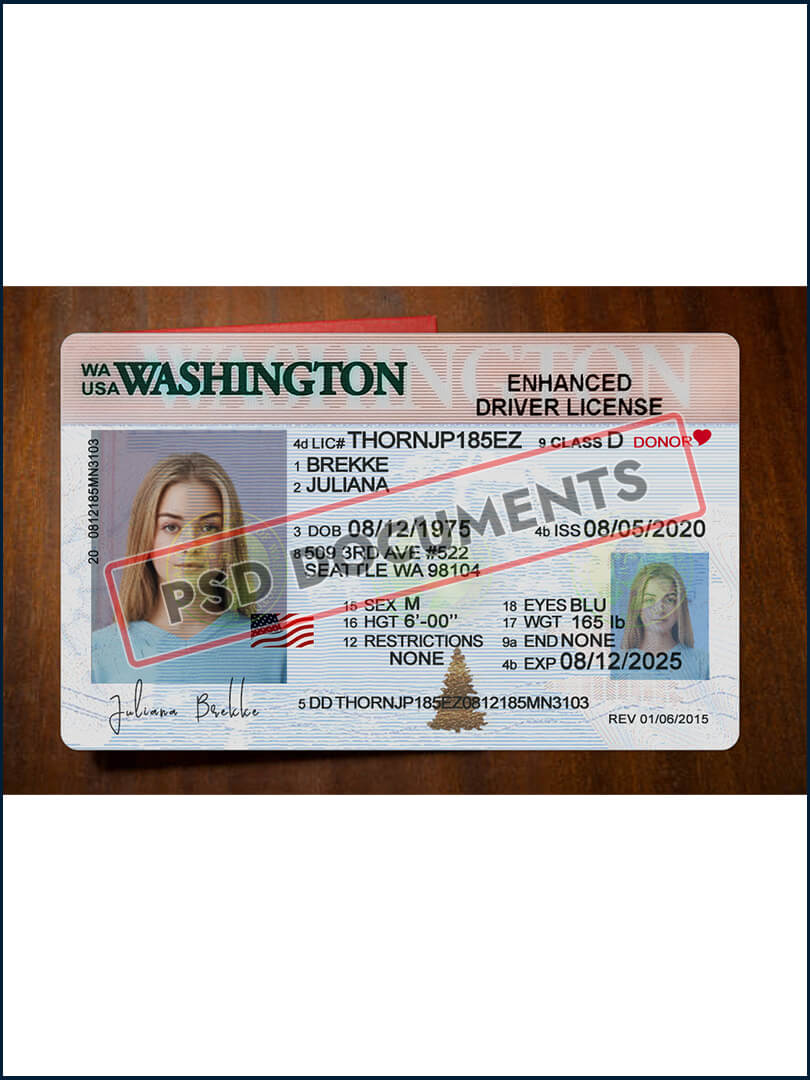 WASHINGTON
WA
USA WASHINGTON
ENHANCED
DRIVER LICENSE
20 0812185MN3103
4d LIC# THORNJP185EZ 9 CLASS D DONOR
1 BREKKE
2 JULIANA
3 DOB 08/12/1975 4b ISS 08/05/2020
8 509 3RD AVE #522
SEATTLE WA 98104
PSD DOCUMENTS
15 SEX M 18 EYES BLU
16 HGT 6'-00" 17 WGT 165 lb
12 RESTRICTIONS 9a END NONE
NONE 4b EXP 08/12/2025
Juliana Brekke
5 DD THORNJP185EZ0812185MN3103
REV 01/06/2015